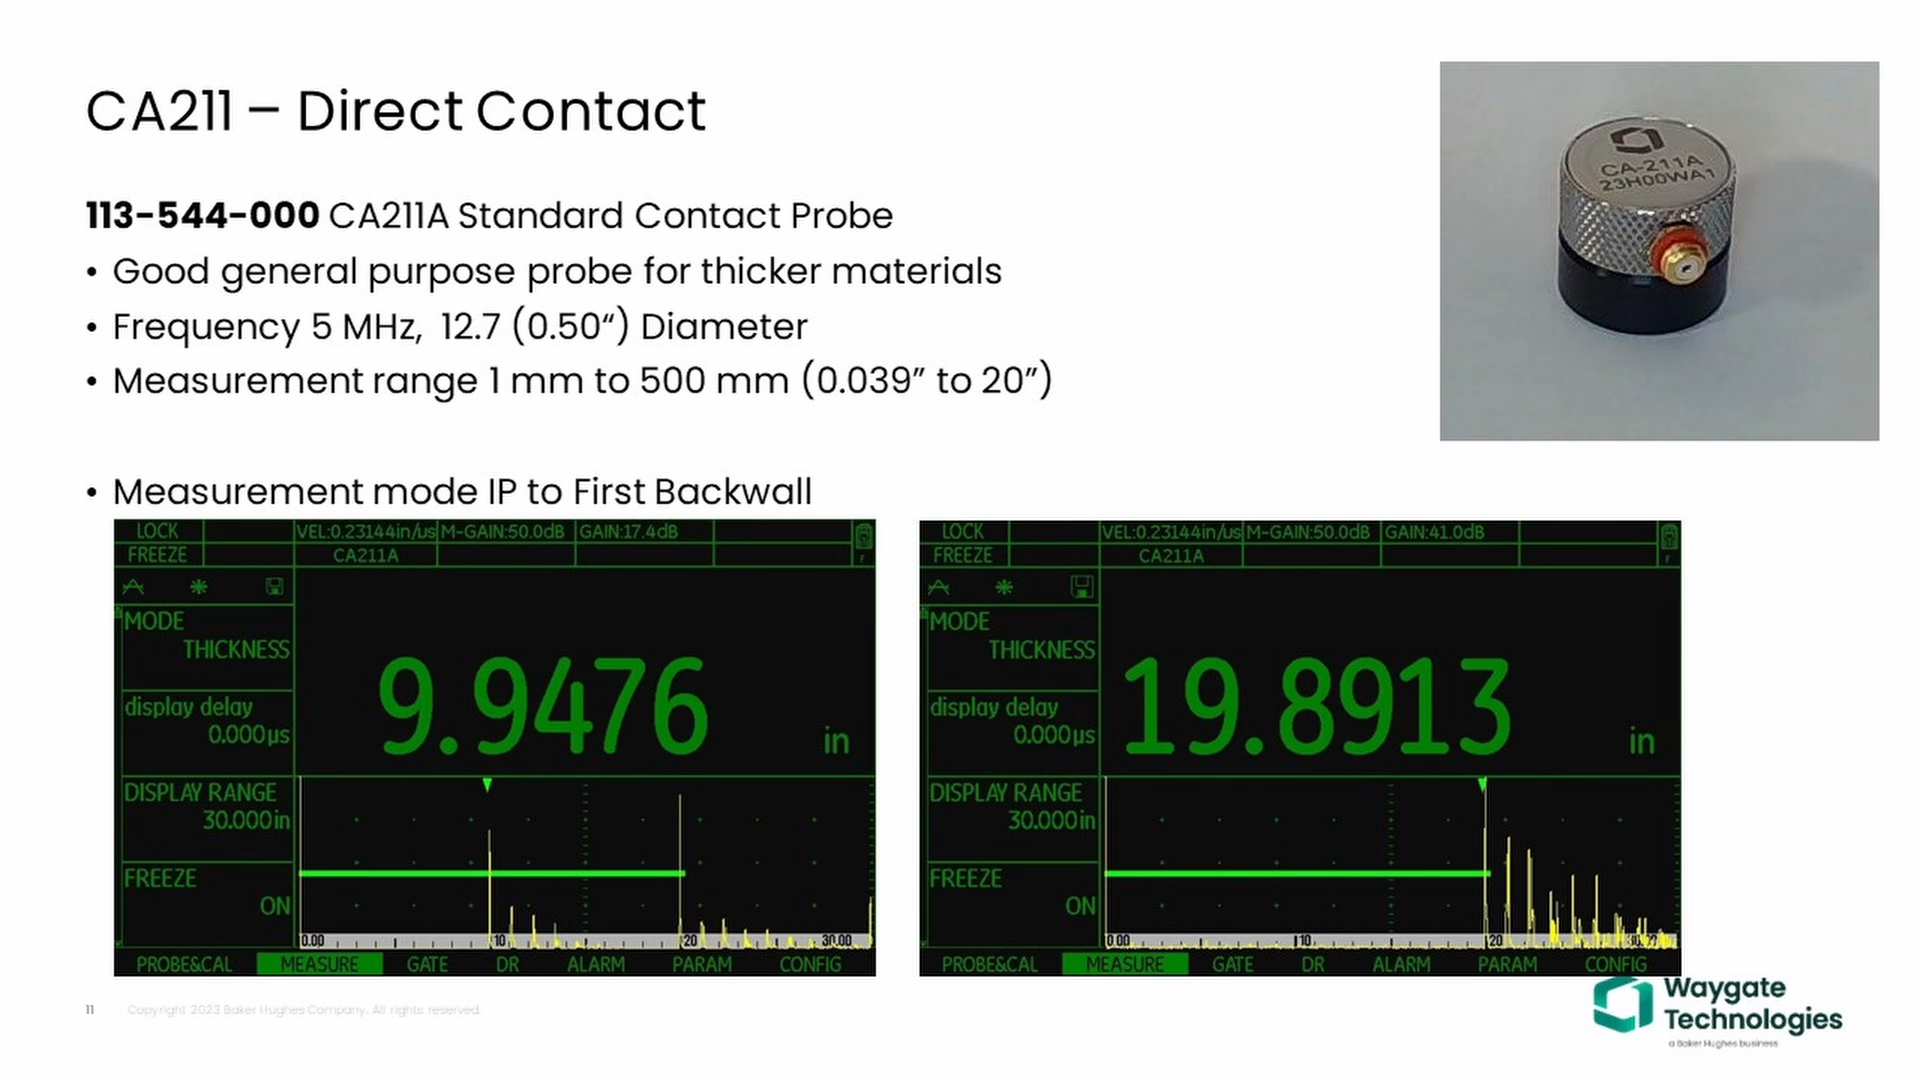 CA211 – Direct Contact
CA-211A
23H00WA1
113-544-000 CA211A Standard Contact Probe
• Good general purpose probe for thicker materials
• Frequency 5 MHz,  12.7 (0.50“) Diameter
• Measurement range 1 mm to 500 mm (0.039” to 20”)
• Measurement mode IP to First Backwall
LOCK VEL:0.23144in/us M-GAIN:50.0dB GAIN:17.4dB
FREEZE CA211A
MODE
THICKNESS
9.9476 in
display delay
0.000µs
DISPLAY RANGE
30.000in
FREEZE
ON
0.00 10 20 30.00
PROBE&CAL MEASURE GATE DR ALARM PARAM CONFIG
LOCK VEL:0.23144in/us M-GAIN:50.0dB GAIN:41.0dB
FREEZE CA211A
MODE
THICKNESS
19.8913 in
display delay
0.000µs
DISPLAY RANGE
30.000in
FREEZE
ON
0.00 10 20
PROBE&CAL MEASURE GATE DR ALARM PARAM CONFIG
11 Copyright 2023 Baker Hughes Company. All rights reserved.
Waygate
Technologies
a Baker Hughes business